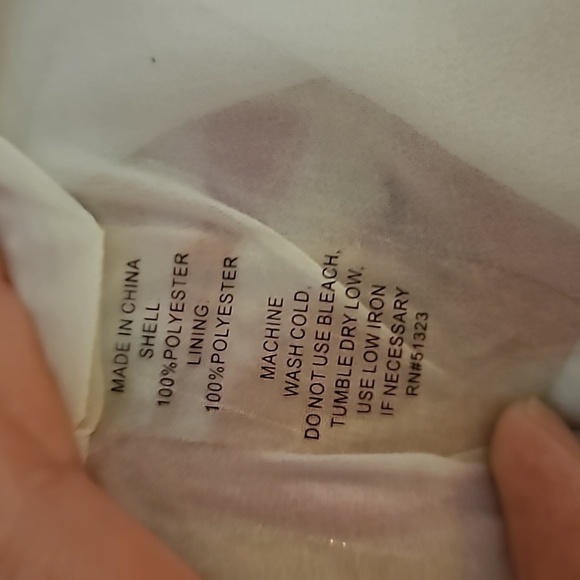 MADE IN CHINA
SHELL
100%POLYESTER
LINING
100%POLYESTER
MACHINE
WASH COLD,
DO NOT USE BLEACH,
TUMBLE DRY LOW,
USE LOW IRON
IF NECESSARY
RN#51323